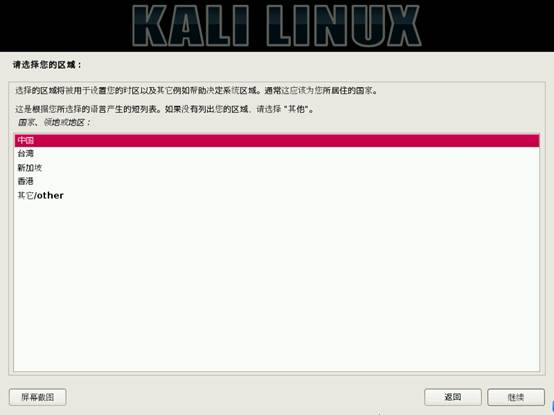 KALI LINUX
请选择您的区域：
选择的区域将被用于设置您的时区以及其它例如帮助决定系统区域。通常这应该为您所居住的国家。
这是根据您所选择的语言产生的短列表。如果没有列出您的区域，请选择 "其他"。
国家、领地或地区：
中国
台湾
新加坡
香港
其它/other
屏幕截图
返回
继续